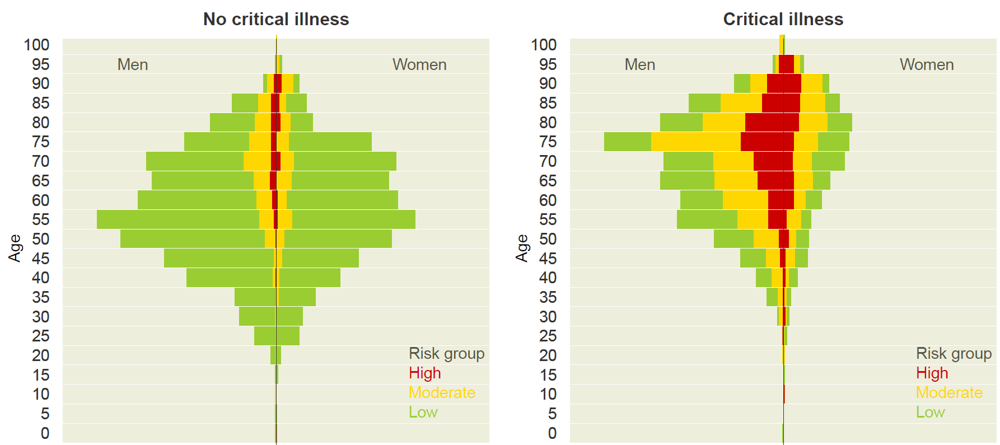 No critical illness
100
95
90
85
80
75
70
65
60
55
50
45
40
35
30
25
20
15
10
5
0
Age
Men
Women
Risk group
High
Moderate
Low
Critical illness
100
95
90
85
80
75
70
65
60
55
50
45
40
35
30
25
20
15
10
5
0
Age
Men
Women
Risk group
High
Moderate
Low